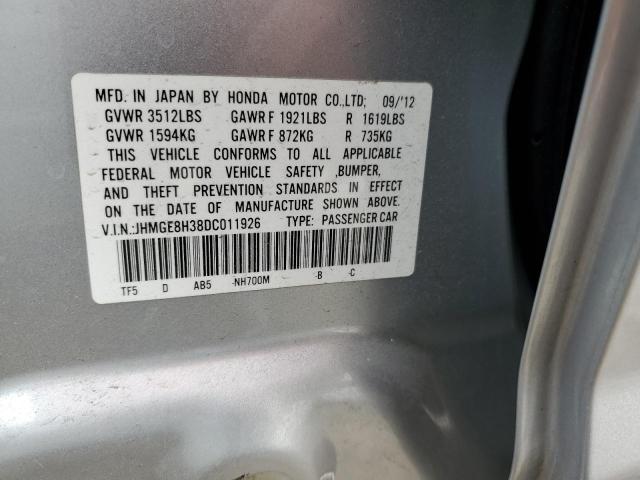 MFD. IN JAPAN BY HONDA MOTOR CO.,LTD; 09/'12
GVWR 3512LBS GAWR F 1921LBS R 1619LBS
GVWR 1594KG GAWR F 872KG R 735KG
THIS VEHICLE CONFORMS TO ALL APPLICABLE
FEDERAL MOTOR VEHICLE SAFETY ,BUMPER,
AND THEFT PREVENTION STANDARDS IN EFFECT
ON THE DATE OF MANUFACTURE SHOWN ABOVE.
V.I.N.:JHMGE8H38DC011926 TYPE: PASSENGER CAR
TF5 D AB5 -NH700M -B -C